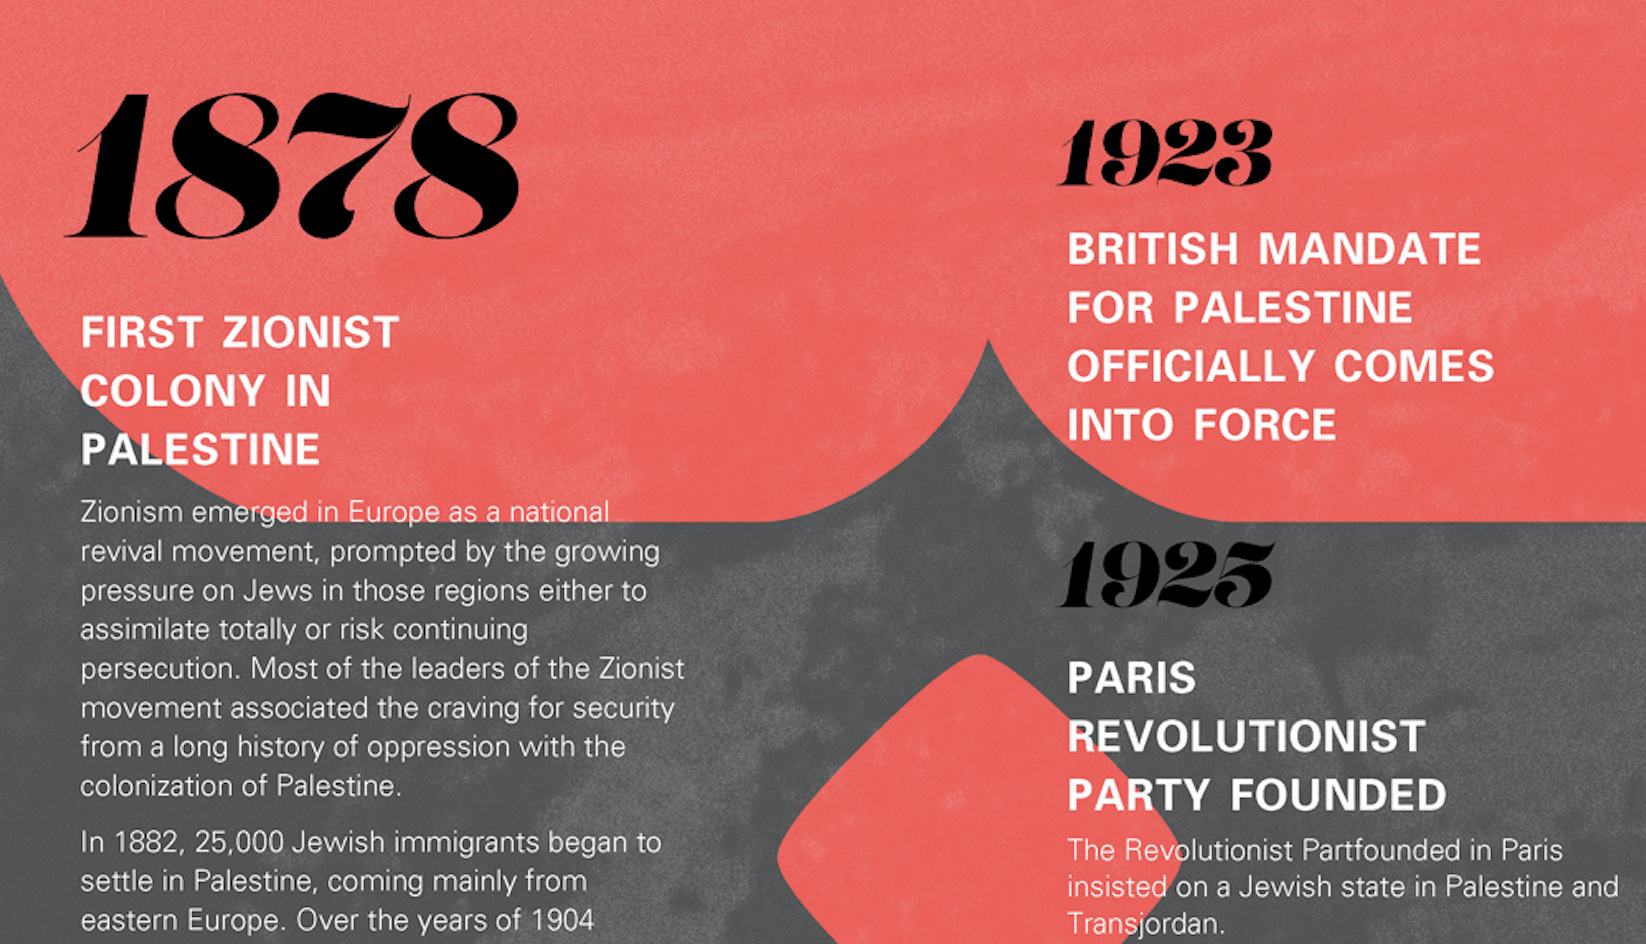 1878
FIRST ZIONIST
COLONY IN
PALESTINE
Zionism emerged in Europe as a national
revival movement, prompted by the growing
pressure on Jews in those regions either to
assimilate totally or risk continuing
persecution. Most of the leaders of the Zionist
movement associated the craving for security
from a long history of oppression with the
colonization of Palestine.
In 1882, 25,000 Jewish immigrants began to
settle in Palestine, coming mainly from
eastern Europe. Over the years of 1904
1923
BRITISH MANDATE
FOR PALESTINE
OFFICIALLY COMES
INTO FORCE
1925
PARIS
REVOLUTIONIST
PARTY FOUNDED
The Revolutionist Partfounded in Paris
insisted on a Jewish state in Palestine and
Transjordan.